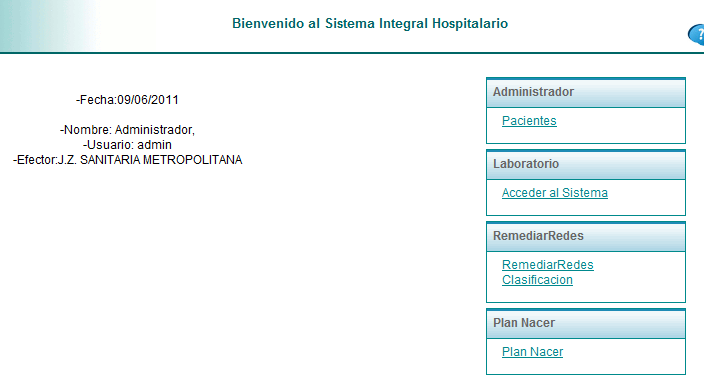 Bienvenido al Sistema Integral Hospitalario
?
-Fecha:09/06/2011
-Nombre: Administrador,
-Usuario: admin
-Efector:J.Z. SANITARIA METROPOLITANA
Administrador
Pacientes
Laboratorio
Acceder al Sistema
RemediarRedes
RemediarRedes
Clasificacion
Plan Nacer
Plan Nacer